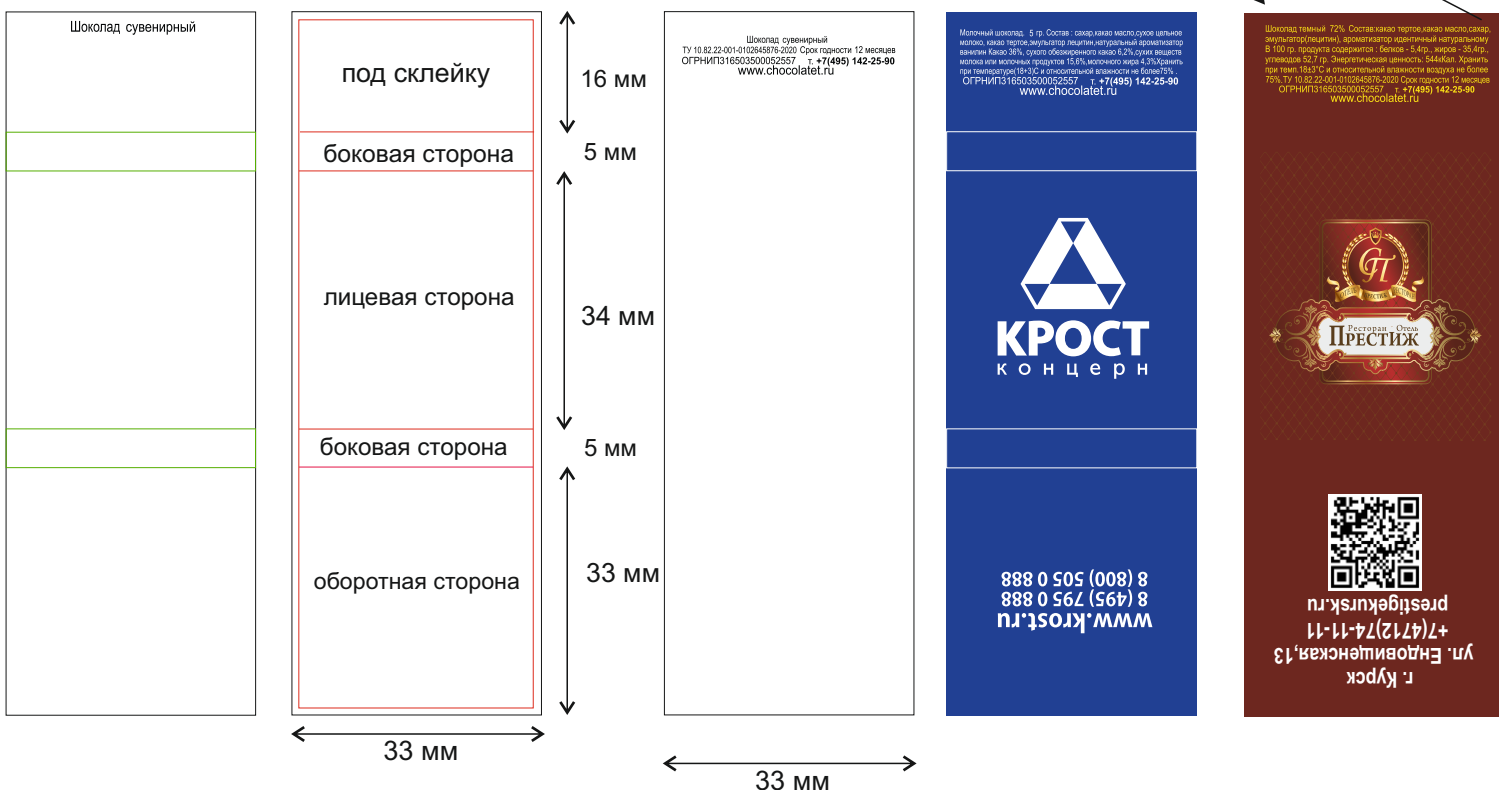 Шоколад сувенирный
под склейку
боковая сторона
лицевая сторона
боковая сторона
оборотная сторона
33 мм
16 мм
5 мм
34 мм
5 мм
33 мм
Шоколад сувенирный
ТУ 10.82.22-001-0102645876-2020 Срок годности 12 месяцев
ОГРНИП316503500052557 т. +7(495) 142-25-90
www.chocolatet.ru
33 мм
Молочный шоколад. 5 гр. Состав : сахар,какао масло,сухое цельное
молоко, какао тертое,эмульгатор лецитин,натуральный ароматизатор
ванилин Какао 36%, сухого обезжиренного какао 6,2%,сухих веществ
молока или молочных продуктов 15,6%,молочного жира 4,3%Хранить
при температуре(18+3)С и относительной влажности не более75% .
ОГРНИП316503500052557 т. +7(495) 142-25-90
www.chocolatet.ru
КРОСТ
концерн
www.krost.ru
8 (495) 795 0 888
8 (800) 505 0 888
Шоколад темный 72% Состав:какао тертое,какао масло,сахар,
эмульгатор(лецитин), ароматизатор идентичный натуральному
В 100 гр. продукта содержится : белков - 5,4гр., жиров - 35,4гр.,
углеводов 52,7 гр. Энергетическая ценность: 544кКал. Хранить
при темп.18±3°С и относительной влажности воздуха не более
75%.ТУ 10.82.22-001-0102645876-2020 Срок годности 12 месяцев
ОГРНИП316503500052557 т. +7(495) 142-25-90
www.chocolatet.ru
СП
ОТЕЛЬ ПРЕСТИЖ РЕСТОРАН
Ресторан Отель
ПРЕСТИЖ
г. Курск
ул. Ендовищенская,13
+7(4712)74-11-11
prestigekursk.ru